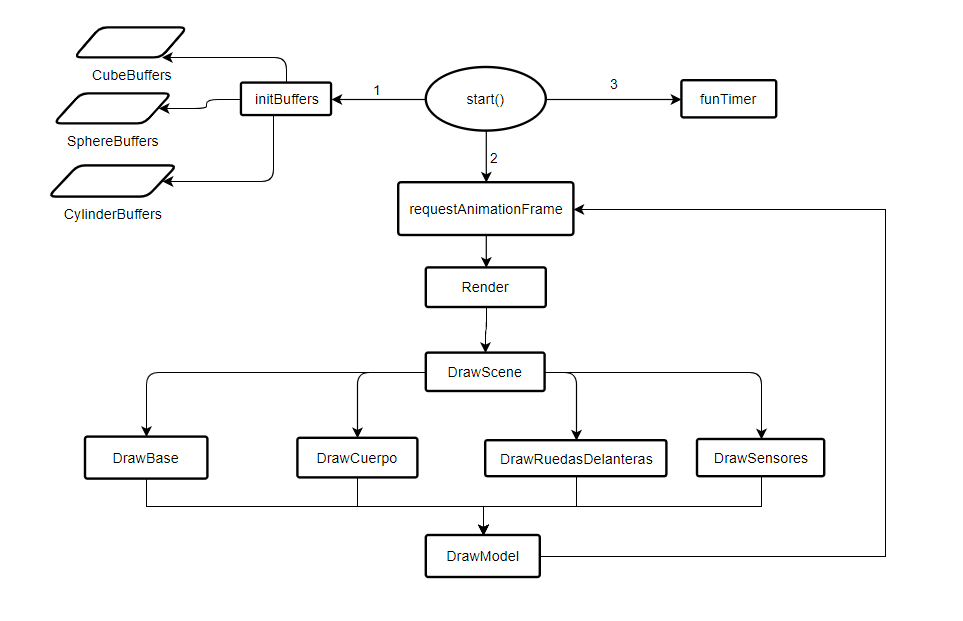 CubeBuffers
SphereBuffers
CylinderBuffers
initBuffers
1
start()
3
funTimer
2
requestAnimationFrame
Render
DrawScene
DrawBase
DrawCuerpo
DrawRuedasDelanteras
DrawSensores
DrawModel